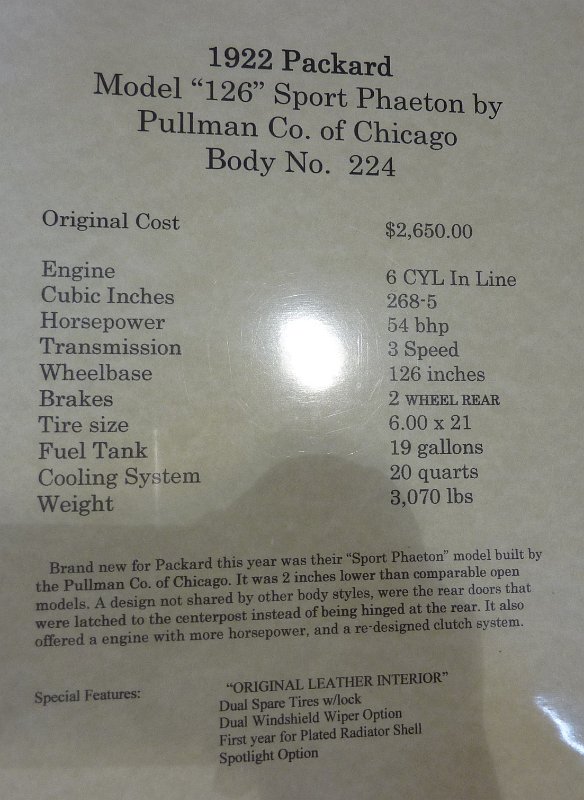 1922 Packard
Model “126” Sport Phaeton by
Pullman Co. of Chicago
Body No. 224
Original Cost $2,650.00
Engine 6 CYL In Line
Cubic Inches 268-5
Horsepower 54 bhp
Transmission 3 Speed
Wheelbase 126 inches
Brakes 2 WHEEL REAR
Tire size 6.00 x 21
Fuel Tank 19 gallons
Cooling System 20 quarts
Weight 3,070 lbs
Brand new for Packard this year was their “Sport Phaeton” model built by
the Pullman Co. of Chicago. It was 2 inches lower than comparable open
models. A design not shared by other body styles, were the rear doors that
were latched to the centerpost instead of being hinged at the rear. It also
offered a engine with more horsepower, and a re-designed clutch system.
Special Features: “ORIGINAL LEATHER INTERIOR”
Dual Spare Tires w/lock
Dual Windshield Wiper Option
First year for Plated Radiator Shell
Spotlight Option